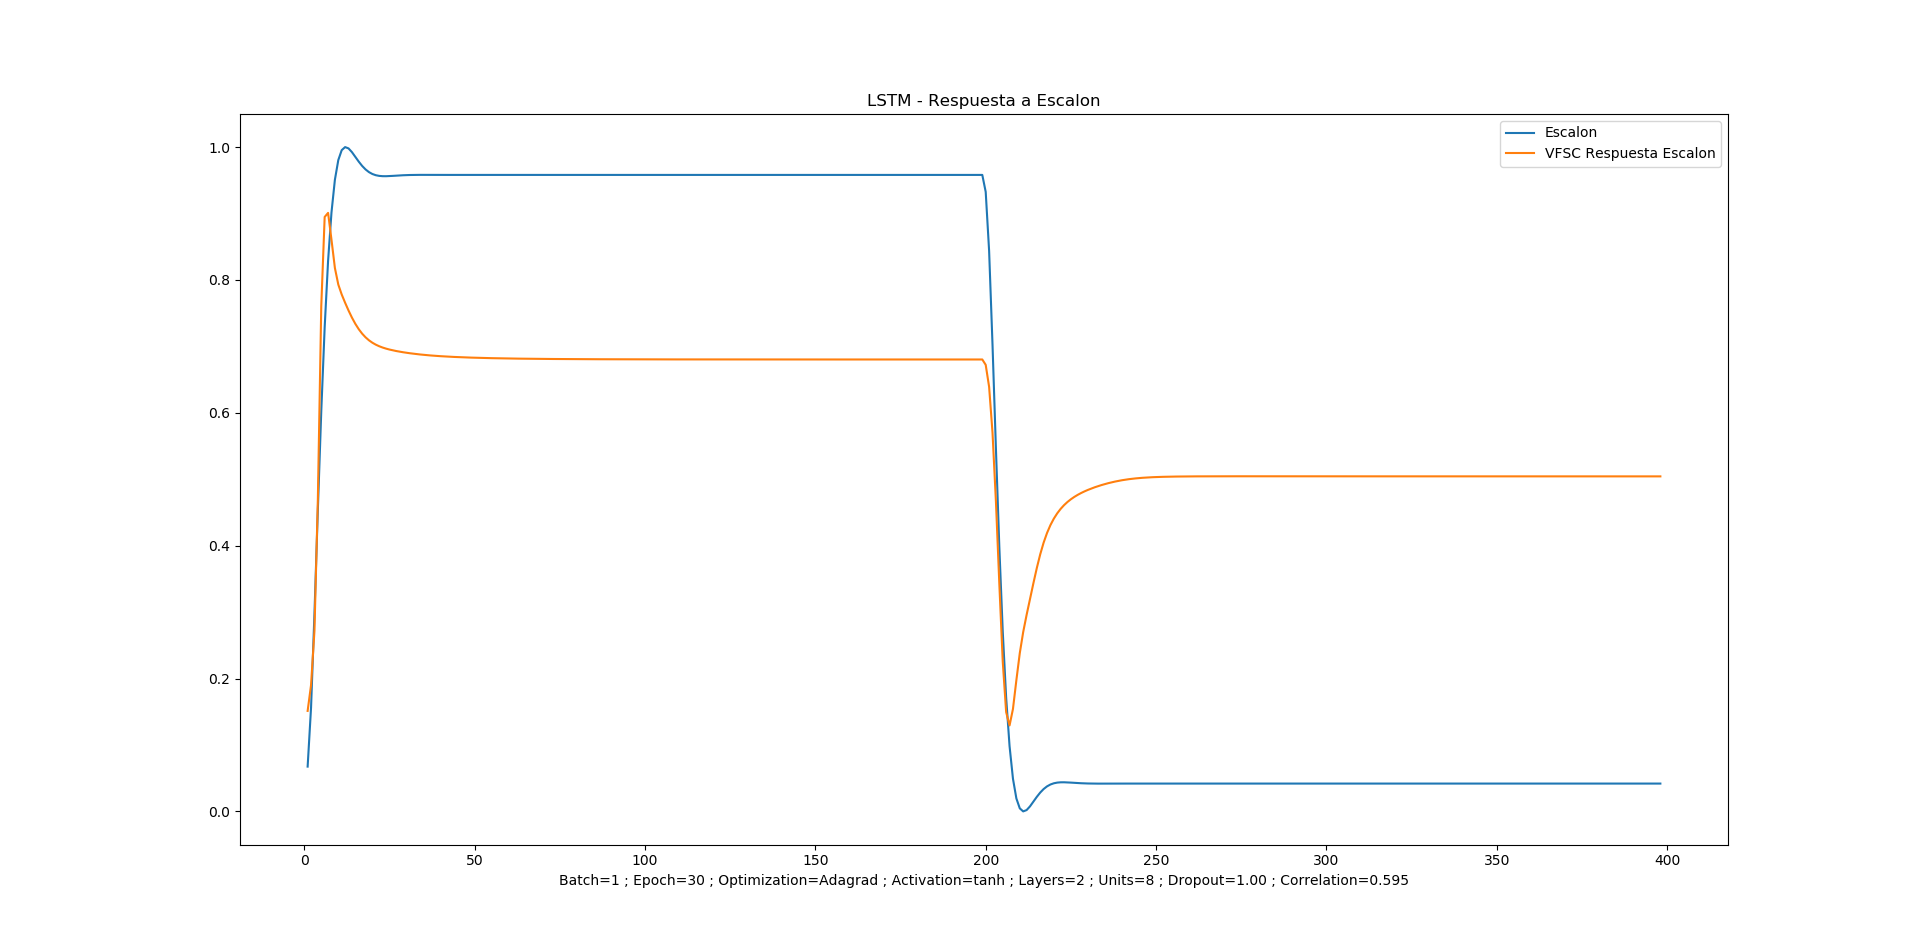 LSTM - Respuesta a Escalon
Escalon
VFSC Respuesta Escalon
1.0
0.8
0.6
0.4
0.2
0.0
0 50 100 150 200 250 300 350 400
Batch=1 ; Epoch=30 ; Optimization=Adagrad ; Activation=tanh ; Layers=2 ; Units=8 ; Dropout=1.00 ; Correlation=0.595